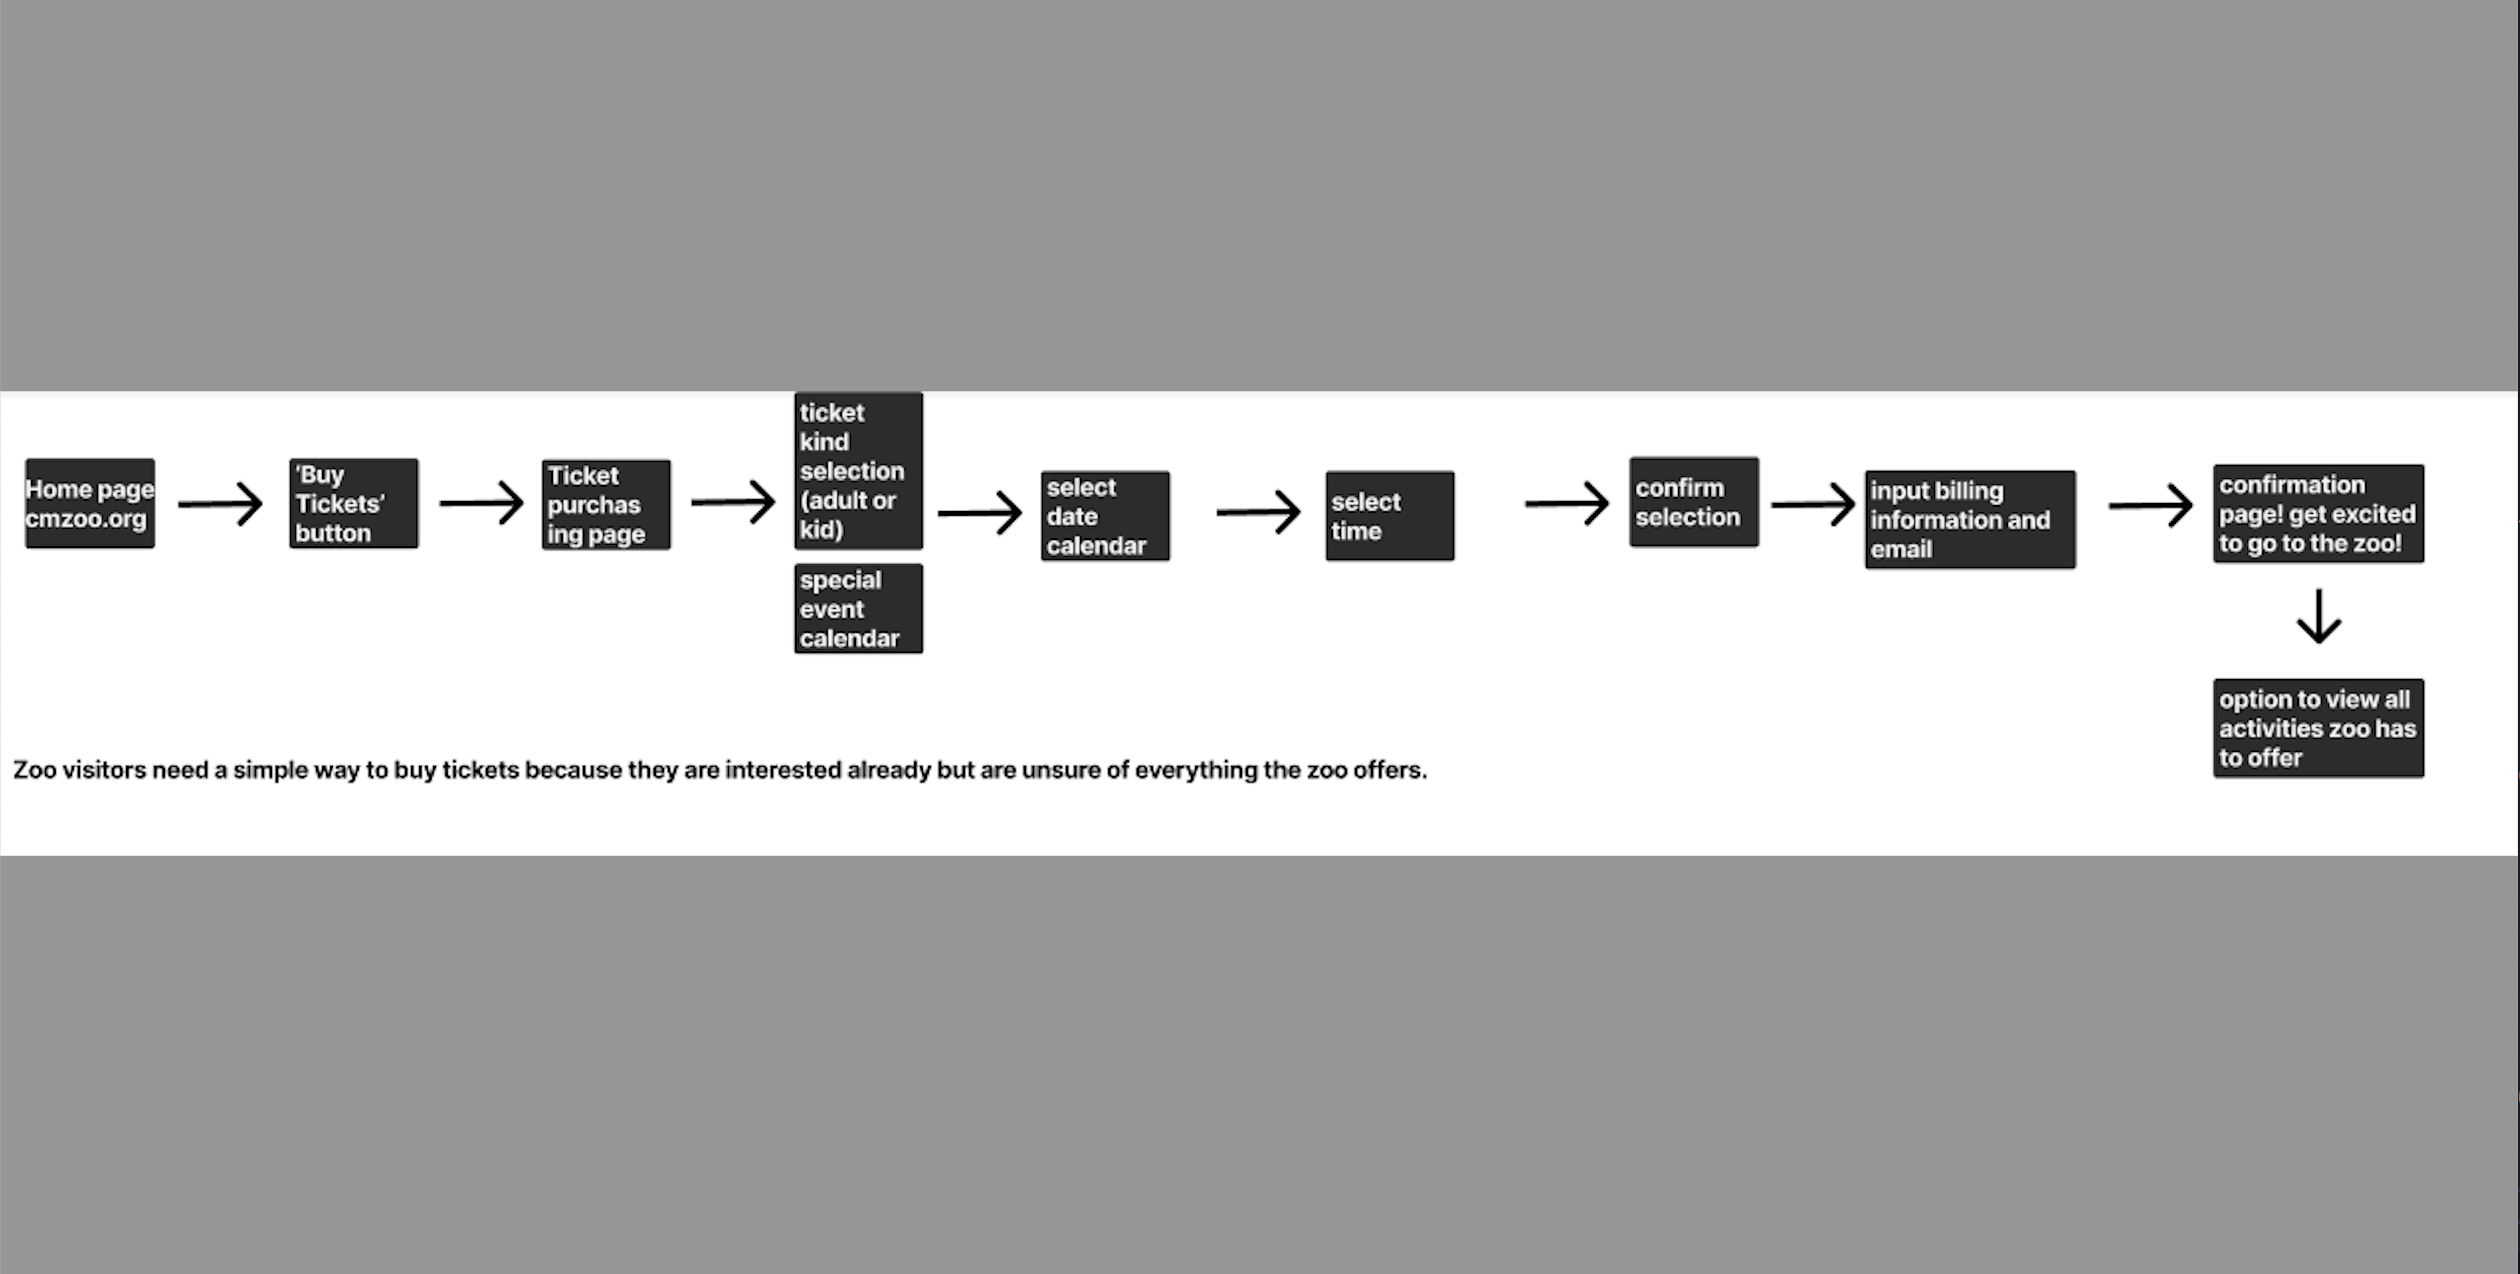 Home page
cmzoo.org
‘Buy
Tickets’
button
Ticket
purchas
ing page
ticket
kind
selection
(adult or
kid)
special
event
calendar
select
date
calendar
select
time
confirm
selection
input billing
information and
email
confirmation
page! get excited
to go to the zoo!
option to view all
activities zoo has
to offer
Zoo visitors need a simple way to buy tickets because they are interested already but are unsure of everything the zoo offers.